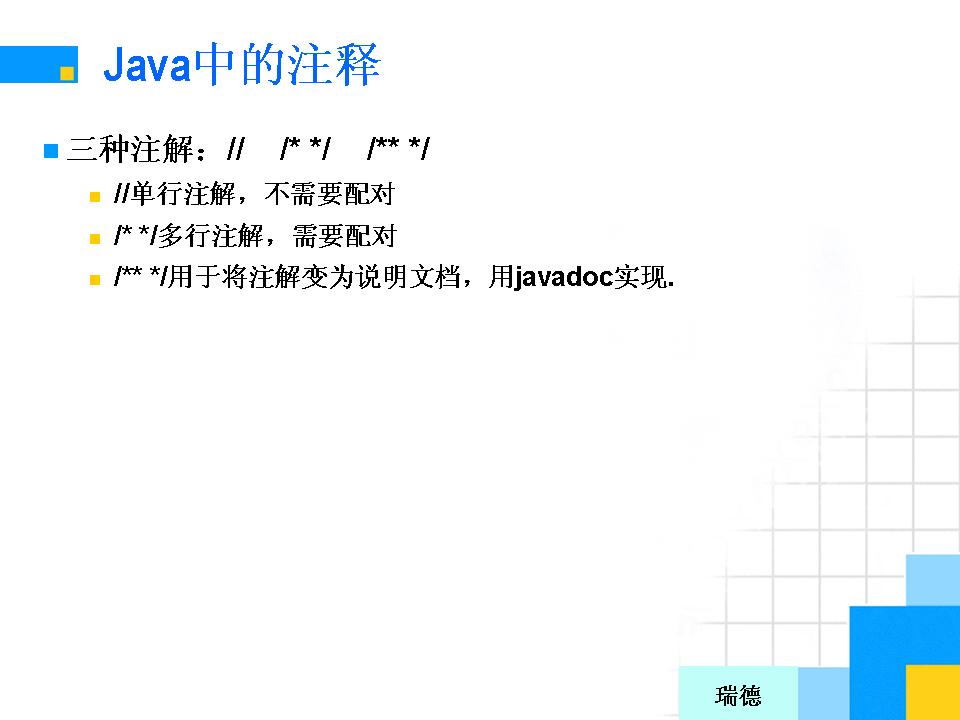 Java中的注释
三种注解：// /* */ /** */
//单行注解，不需要配对
/* */多行注解，需要配对
/** */用于将注解变为说明文档，用javadoc实现.
瑞德